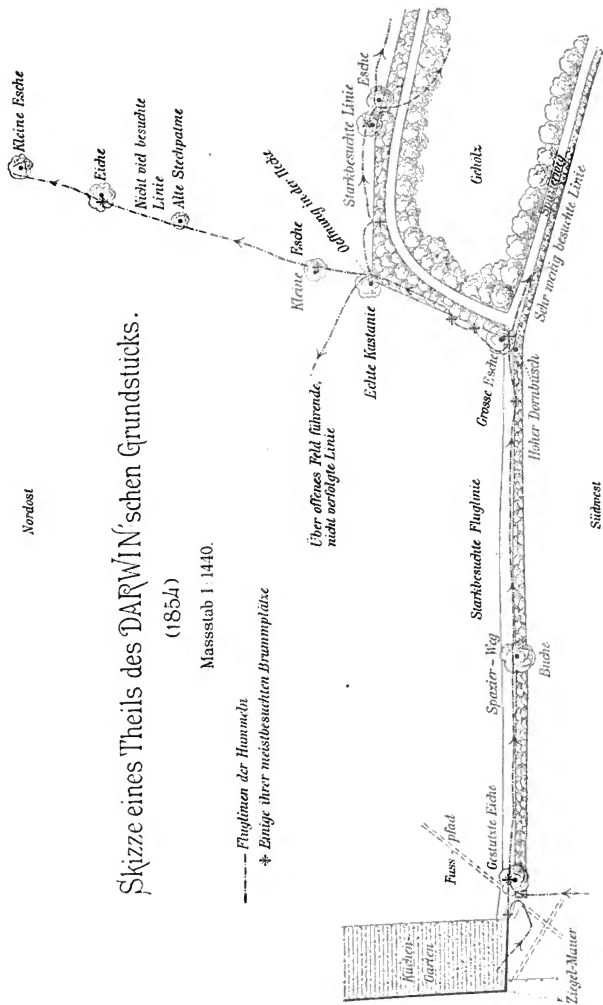 Nordost
Skizze eines Theils des DARWIN'schen Grundstücks.
(1854)
Massstab 1:1440.
Fluglinien der Hummeln
Einige ihrer meistbesuchten Brummplätze
Kleine Esche
Eiche
Nicht viel besuchte
Linie
Alte Stechpalme
Kleine Esche
Oeffnung in der Hecke
Über offenes Feld führende,
nicht verfolgte Linie
Echte Kastanie
Starkbesuchte Linie
Esche
Gehölz
Spazierweg
Sehr wenig besuchte Linie
Grosse Esche
Hoher Dornbusch
Starkbesuchte Fluglinie
Spazier-Weg
Buche
Gestutzte Eiche
Fuss-pfad
Küchen-
Garten
Ziegel-Mauer
Südwest